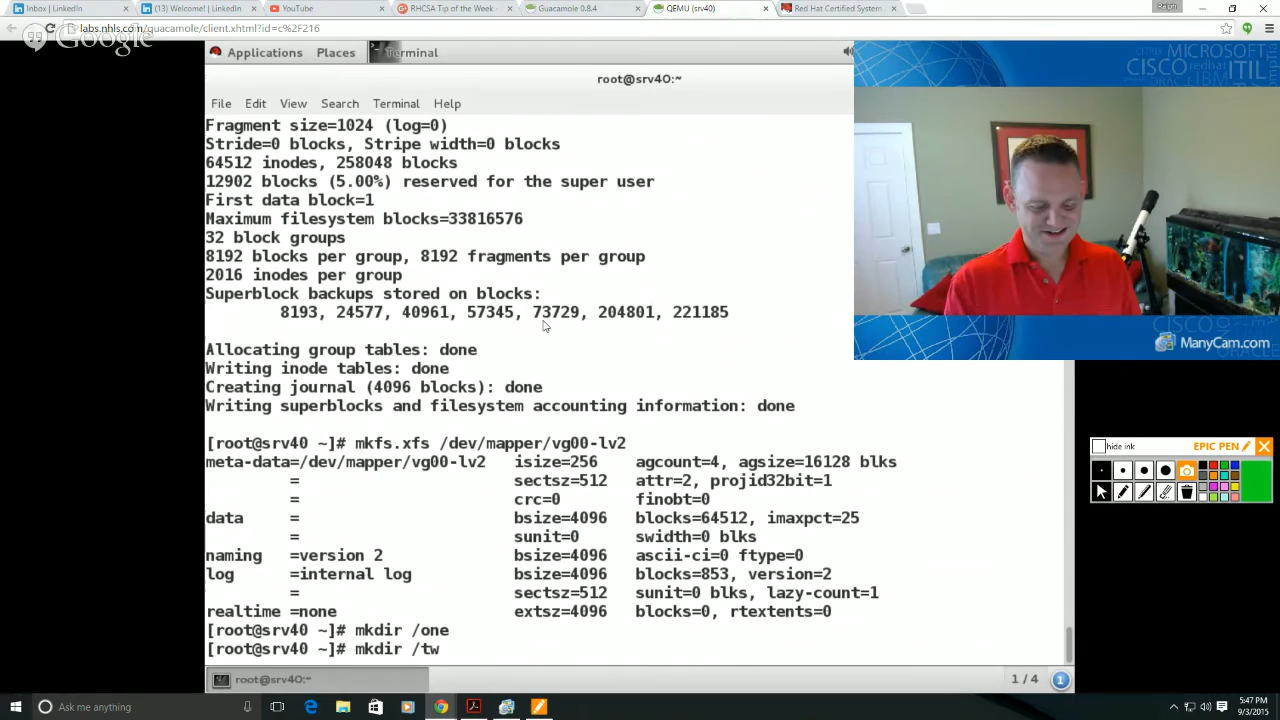 Inbox | LinkedIn
(13) Welcome! | LinkedIn
YouTube
RHCSA Tip of the Week -
Guacamole 0.8.4
QEMU (srv40)
Red Hat Certified System
Ralph
labs.nhls.com/guacamole/client.xhtml?id=c%2F216
Google
Applications Places Terminal
root@srv40:~
File Edit View Search Terminal Help
Fragment size=1024 (log=0)
Stride=0 blocks, Stripe width=0 blocks
64512 inodes, 258048 blocks
12902 blocks (5.00%) reserved for the super user
First data block=1
Maximum filesystem blocks=33816576
32 block groups
8192 blocks per group, 8192 fragments per group
2016 inodes per group
Superblock backups stored on blocks:
8193, 24577, 40961, 57345, 73729, 204801, 221185
Allocating group tables: done
Writing inode tables: done
Creating journal (4096 blocks): done
Writing superblocks and filesystem accounting information: done
[root@srv40 ~]# mkfs.xfs /dev/mapper/vg00-lv2
meta-data=/dev/mapper/vg00-lv2 isize=256 agcount=4, agsize=16128 blks
= sectsz=512 attr=2, projid32bit=1
= crc=0 finobt=0
data = bsize=4096 blocks=64512, imaxpct=25
= sunit=0 swidth=0 blks
naming =version 2 bsize=4096 ascii-ci=0 ftype=0
log =internal log bsize=4096 blocks=853, version=2
= sectsz=512 sunit=0 blks, lazy-count=1
realtime =none extsz=4096 blocks=0, rtextents=0
[root@srv40 ~]# mkdir /one
[root@srv40 ~]# mkdir /tw
root@srv40:~
1 / 4
1
CITRIX MICROSOFT
CISCO redhat ITIL
IBM
ManyCam.com
hide ink EPIC PEN
Ask me anything
5:47 PM
9/3/2015